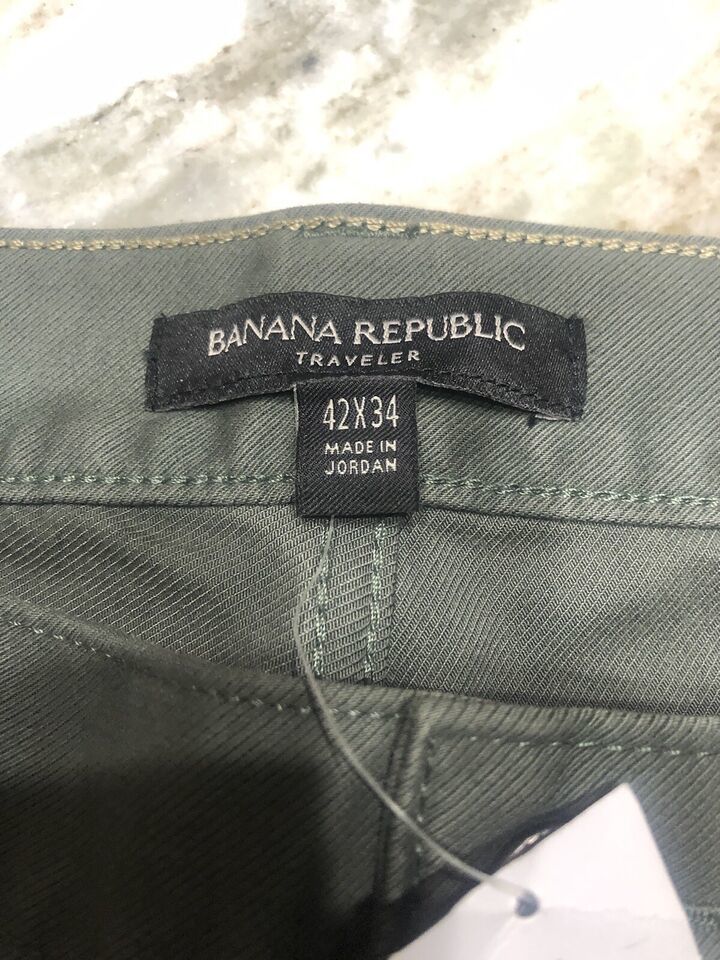 BANANA REPUBLIC
TRAVELER
42X34
MADE IN
JORDAN